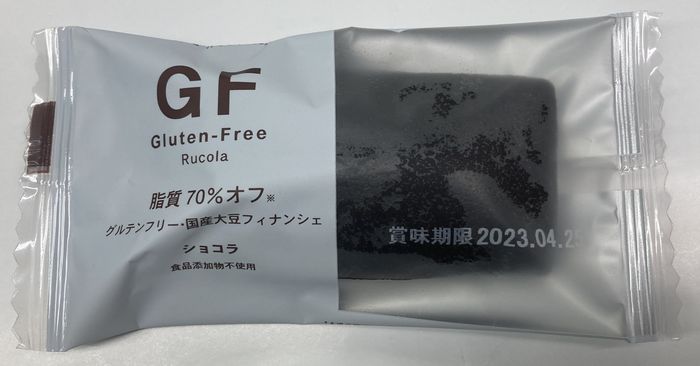 GF
Gluten-Free
Rucola
脂質70%オフ※
グルテンフリー・国産大豆フィナンシェ
ショコラ
食品添加物不使用
賞味期限 2023.04.25